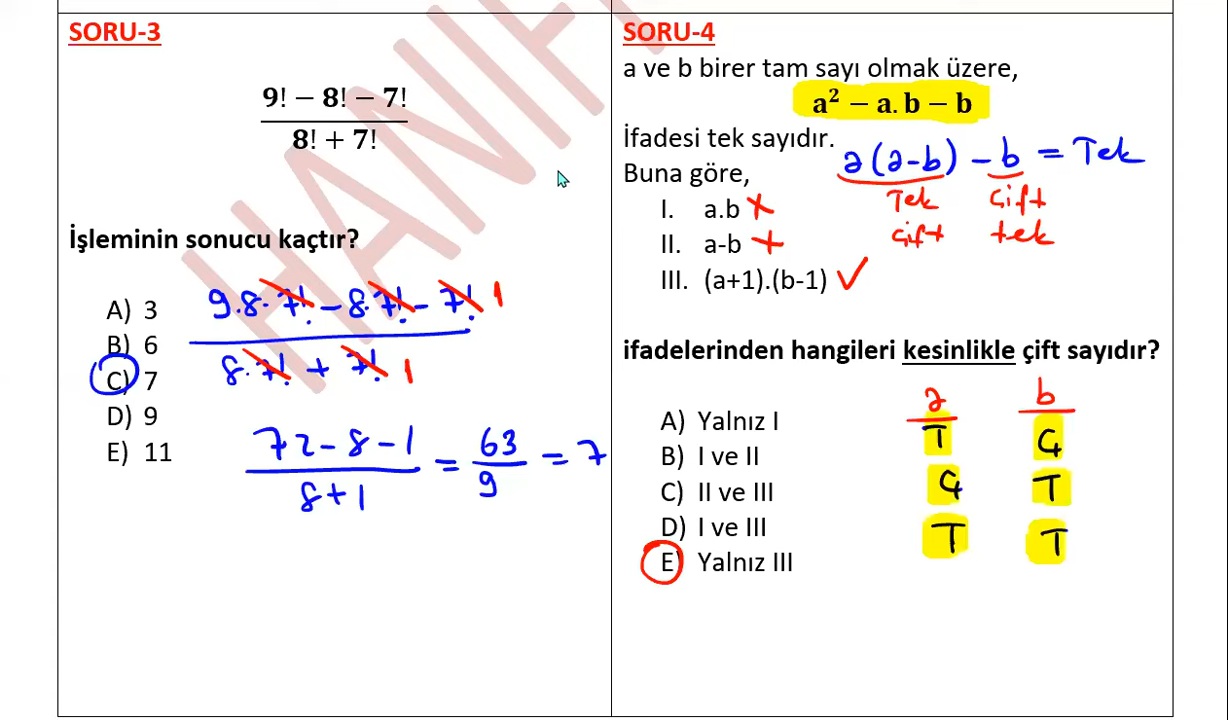 SORU-3
9! − 8! − 7!
8! + 7!
İşleminin sonucu kaçtır?
A) 3
B) 6
C) 7
D) 9
E) 11
9.8.7! − 8.7! − 7! 1
8.7! + 7! 1
72 − 8 − 1 = 63 = 7
8 + 1 9
SORU-4
a ve b birer tam sayı olmak üzere,
a² − a. b − b
İfadesi tek sayıdır.
a(a-b) − b = Tek
Buna göre,
Tek Çift
çift tek
I. a.b
II. a-b
III. (a+1).(b-1)
ifadelerinden hangileri kesinlikle çift sayıdır?
a b
A) Yalnız I
T Ç
B) I ve II
C) II ve III
Ç T
D) I ve III
T T
E) Yalnız III
HANIF